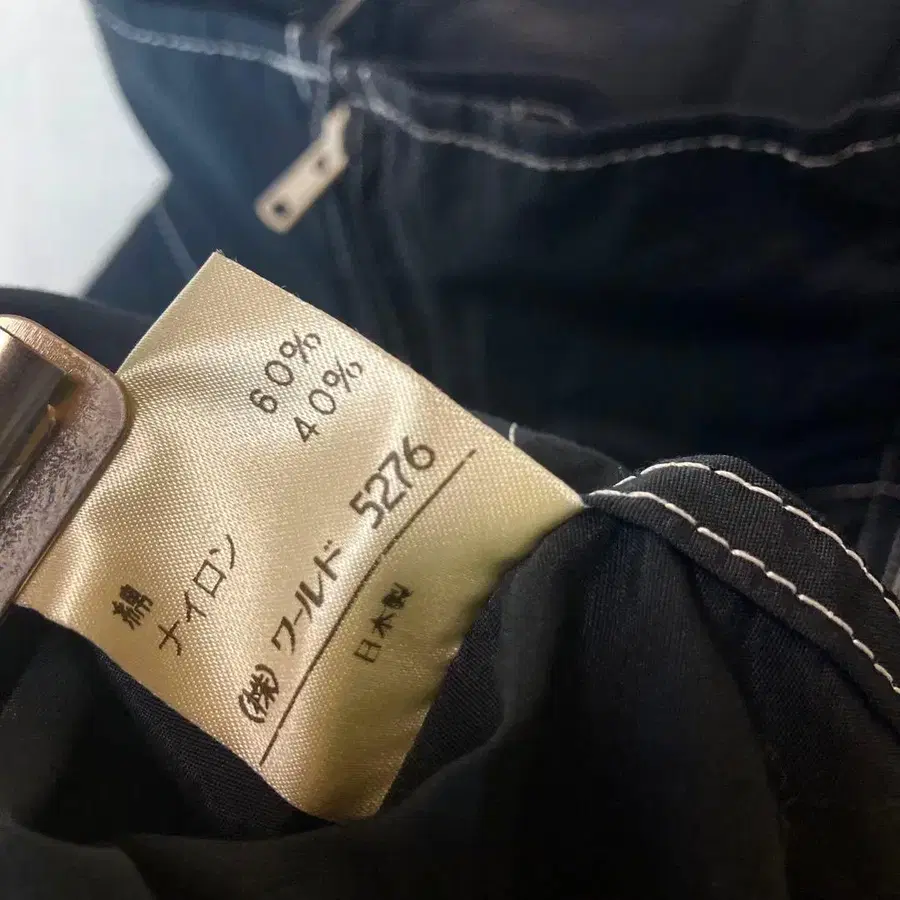 綿 60%
ナイロン 40%
(株)ワールド 5276
日本製